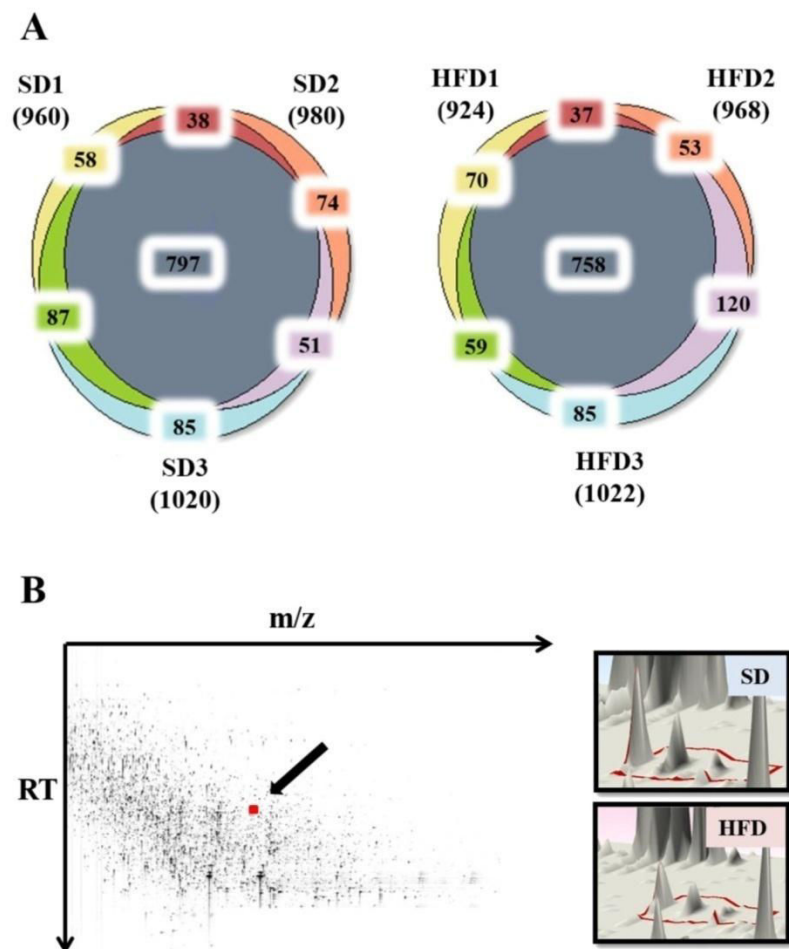 A
SD1
(960)
SD2
(980)
HFD1
(924)
HFD2
(968)
38
58
74
797
87
51
85
SD3
(1020)
37
53
70
758
120
59
85
HFD3
(1022)
B
m/z
RT
SD
HFD